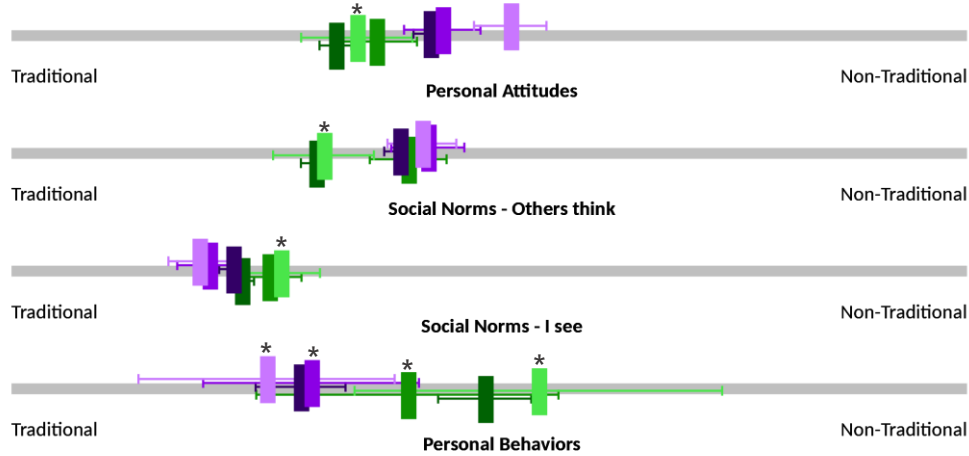 *
Traditional Non-Traditional
Personal Attitudes
*
Traditional Non-Traditional
Social Norms - Others think
*
Traditional Non-Traditional
Social Norms - I see
* * * *
Traditional Non-Traditional
Personal Behaviors